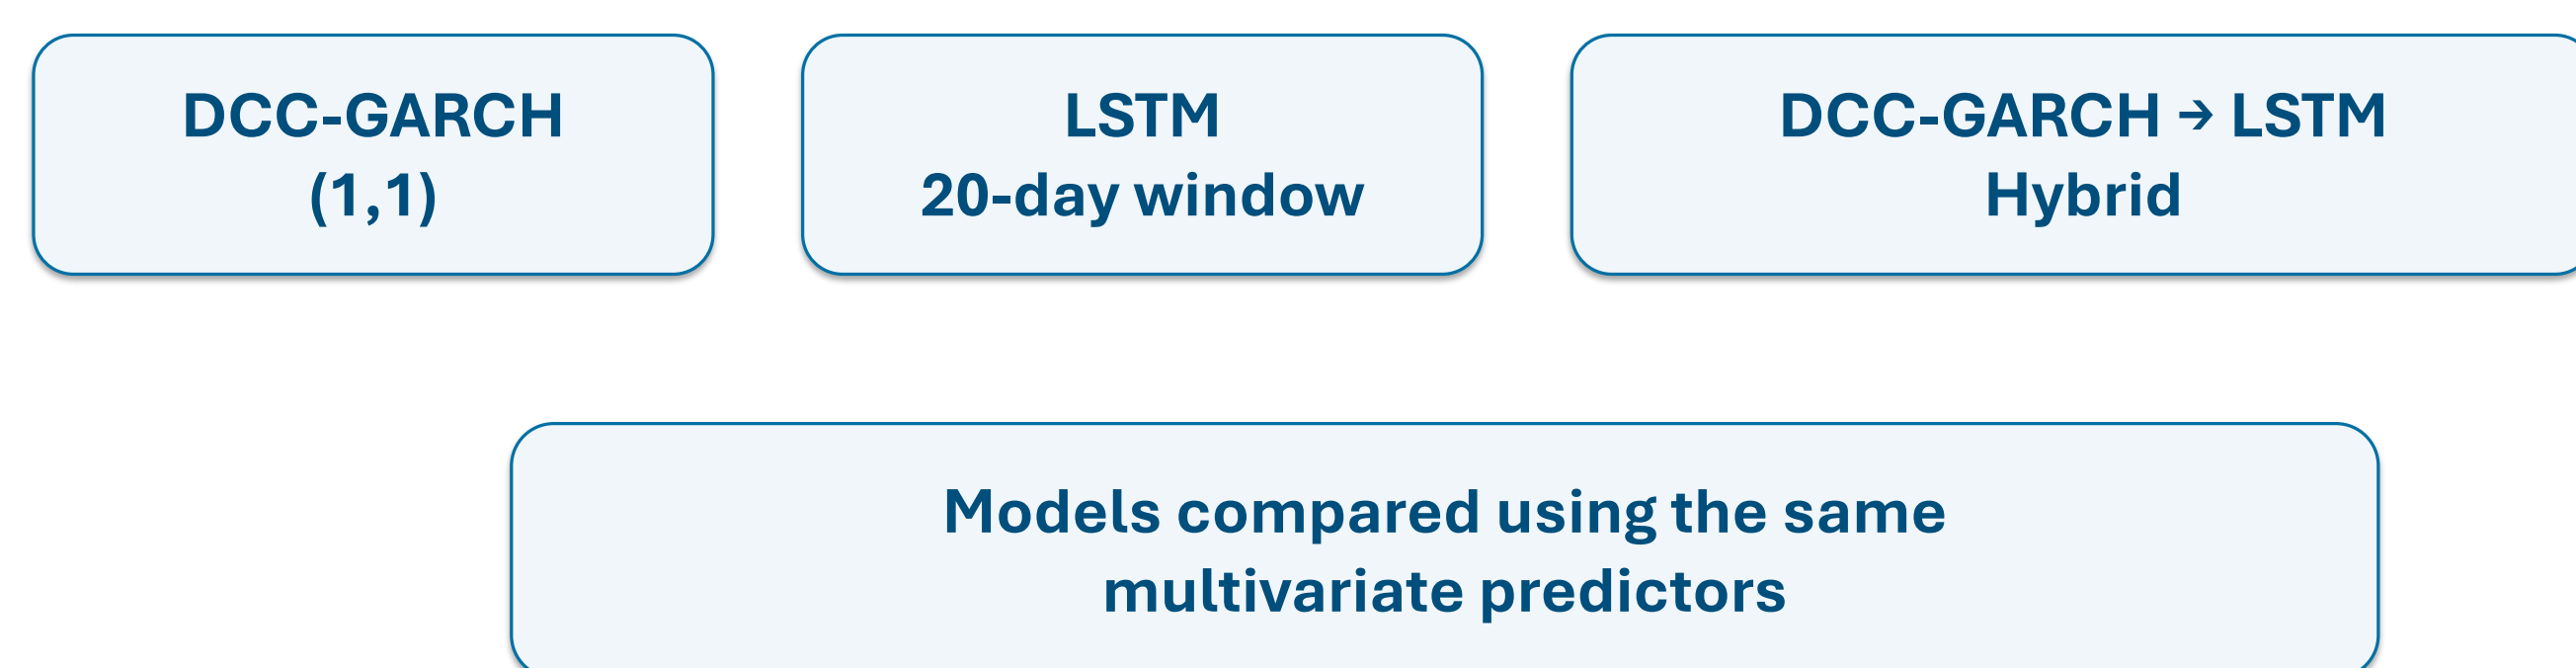 DCC-GARCH
(1,1)
LSTM
20-day window
DCC-GARCH → LSTM
Hybrid
Models compared using the same
multivariate predictors